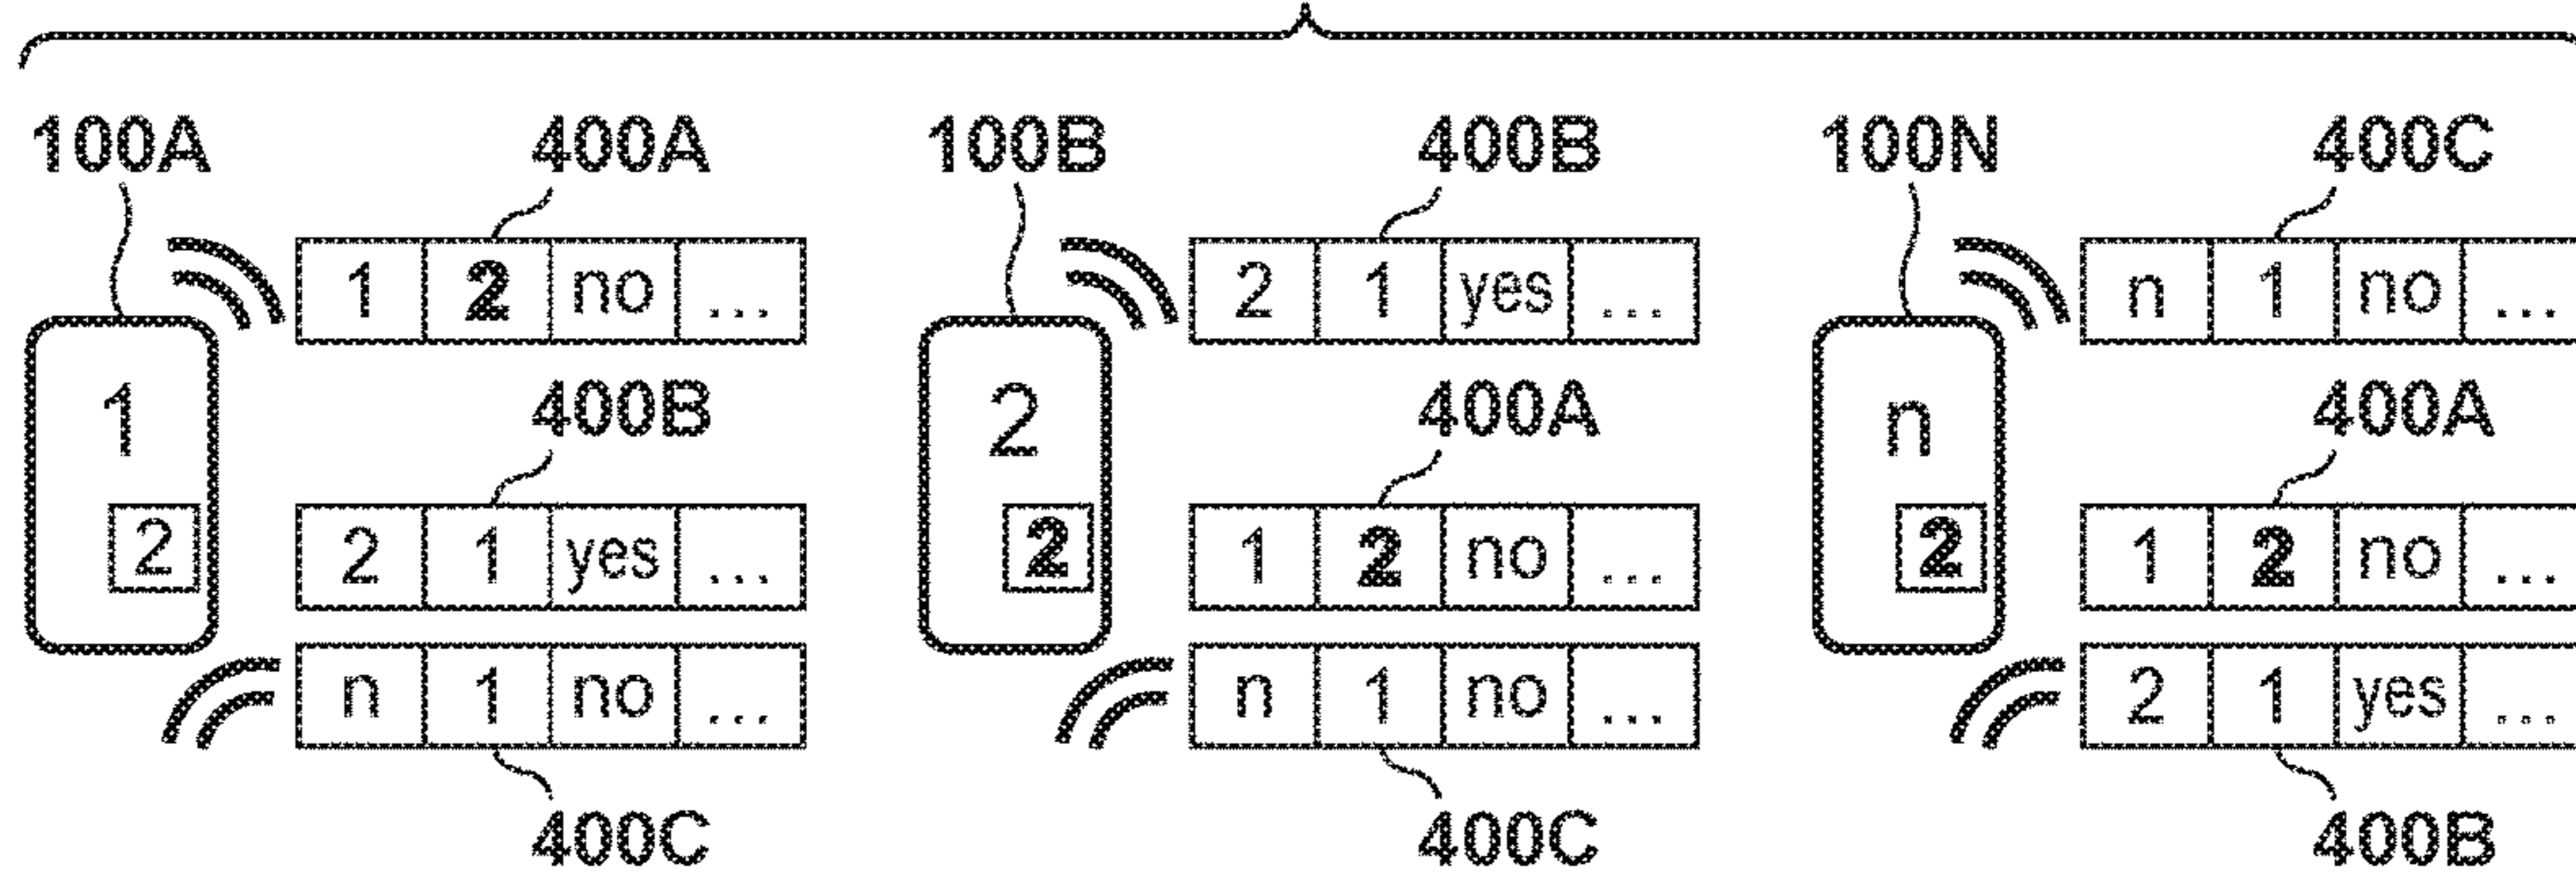 100A 400A 100B 400B 100N 400C
1 2 no ... 2 1 yes ... n 1 no ...
1 2 n
400B 400A 400A
2 2 1 yes ... 2 1 2 no ... 2 1 2 no ...
n 1 no ... n 1 no ... 2 1 yes ...
400C 400C 400B